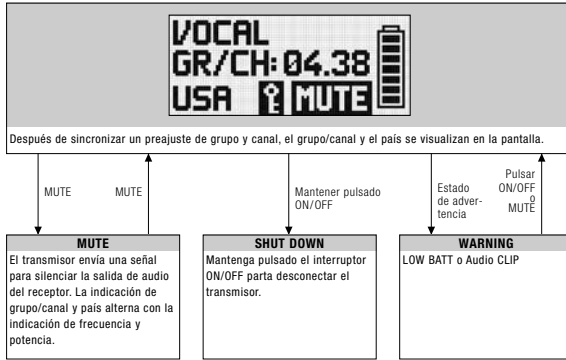 VOCAL
GR/CH: 04.38
USA MUTE
Después de sincronizar un preajuste de grupo y canal, el grupo/canal y el país se visualizan en la pantalla.
MUTE
MUTE
Mantener pulsado
ON/OFF
Estado
de adver-
tencia
Pulsar
ON/OFF
o
MUTE
MUTE
El transmisor envía una señal
para silenciar la salida de audio
del receptor. La indicación de
grupo/canal y país alterna con la
indicación de frecuencia y
potencia.
SHUT DOWN
Mantenga pulsado el interruptor
ON/OFF parta desconectar el
transmisor.
WARNING
LOW BATT o Audio CLIP